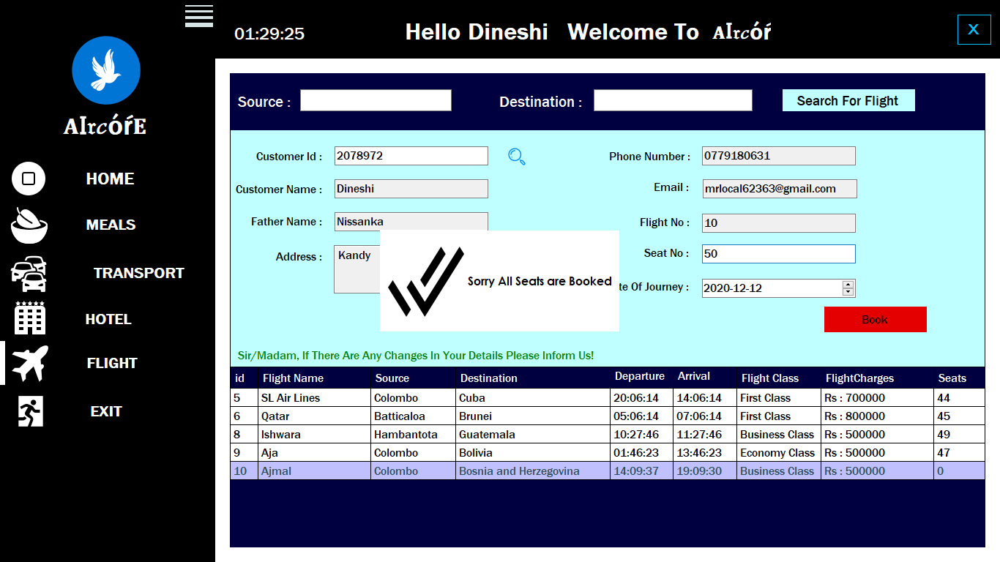 01:29:25
Hello Dineshi Welcome To AIrcóŕ
X
AIrcóŕE
HOME
MEALS
TRANSPORT
HOTEL
FLIGHT
EXIT
Source :
Destination :
Search For Flight
Customer Id : 2078972
Phone Number : 0779180631
Customer Name : Dineshi
Email : mrlocal62363@gmail.com
Father Name : Nissanka
Flight No : 10
Address : Kandy
Seat No : 50
Sorry All Seats are Booked
te Of Journey : 2020-12-12
Book
Sir/Madam, If There Are Any Changes In Your Details Please Inform Us!
id Flight Name Source Destination Departure Arrival Flight Class FlightCharges Seats
5 SL Air Lines Colombo Cuba 20:06:14 14:06:14 First Class Rs : 700000 44
6 Qatar Batticaloa Brunei 05:06:14 07:06:14 First Class Rs : 800000 45
8 Ishwara Hambantota Guatemala 10:27:46 11:27:46 Business Class Rs : 500000 49
9 Aja Colombo Bolivia 01:46:23 13:46:23 Economy Class Rs : 500000 47
10 Ajmal Colombo Bosnia and Herzegovina 14:09:37 19:09:30 Business Class Rs : 500000 0